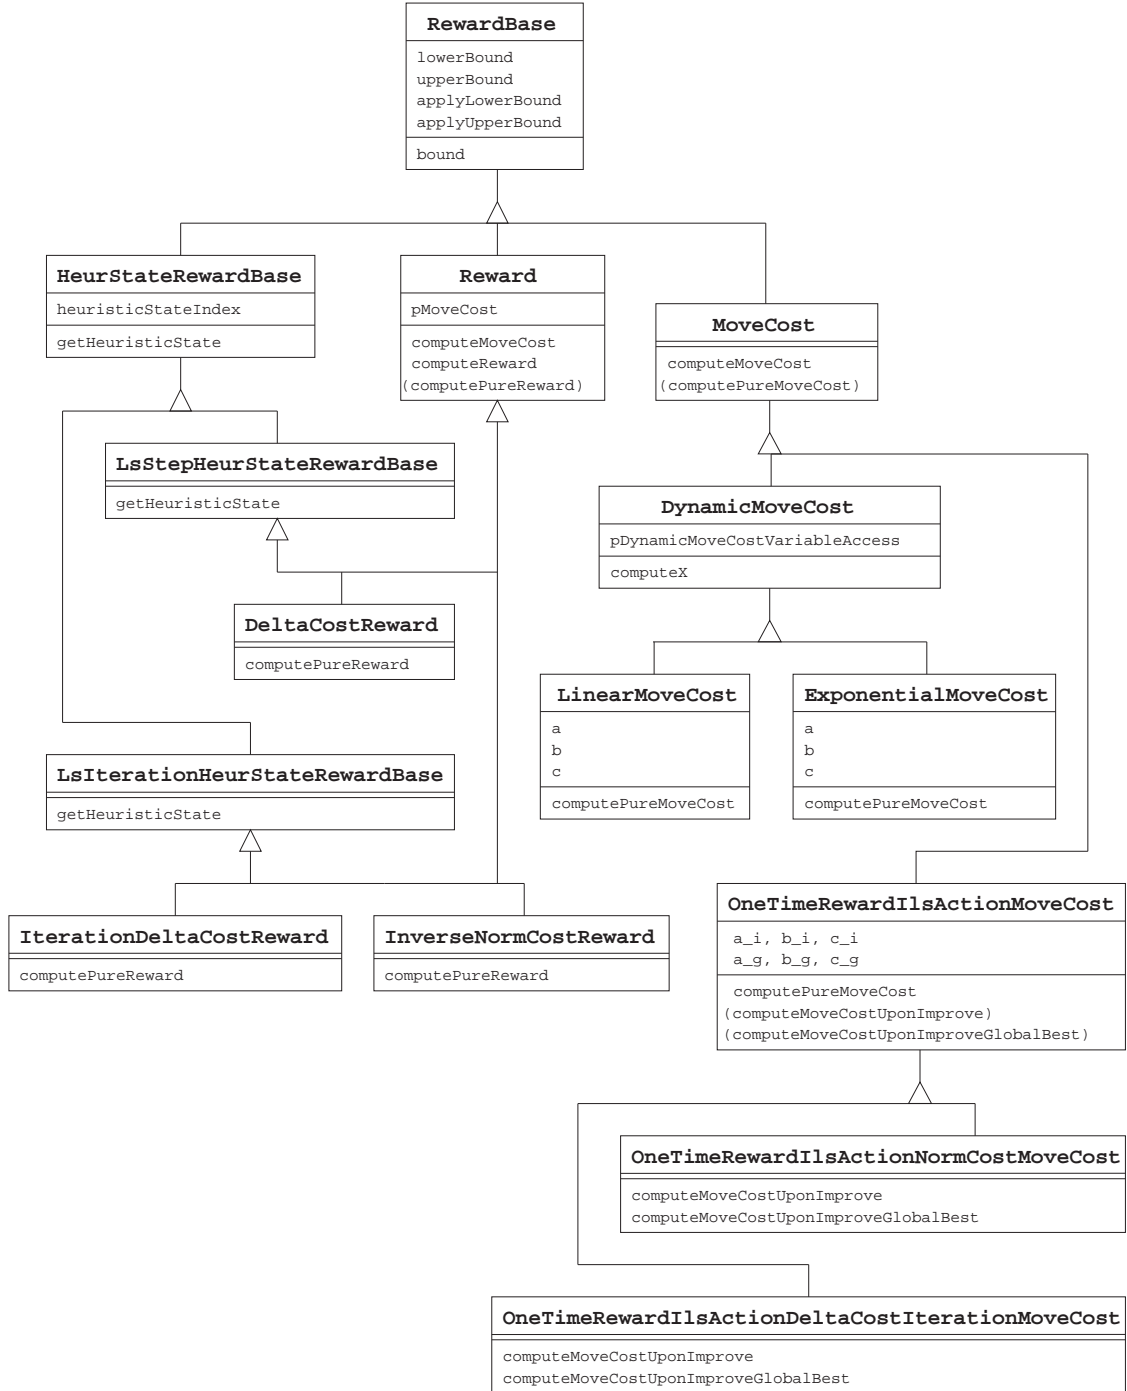 RewardBase
lowerBound
upperBound
applyLowerBound
applyUpperBound
bound
HeurStateRewardBase
heuristicStateIndex
getHeuristicState
Reward
pMoveCost
computeMoveCost
computeReward
(computePureReward)
MoveCost
computeMoveCost
(computePureMoveCost)
LsStepHeurStateRewardBase
getHeuristicState
DynamicMoveCost
pDynamicMoveCostVariableAccess
computeX
DeltaCostReward
computePureReward
LinearMoveCost
a
b
c
computePureMoveCost
ExponentialMoveCost
a
b
c
computePureMoveCost
LsIterationHeurStateRewardBase
getHeuristicState
IterationDeltaCostReward
computePureReward
InverseNormCostReward
computePureReward
OneTimeRewardIlsActionMoveCost
a_i, b_i, c_i
a_g, b_g, c_g
computePureMoveCost
(computeMoveCostUponImprove)
(computeMoveCostUponImproveGlobalBest)
OneTimeRewardIlsActionNormCostMoveCost
computeMoveCostUponImprove
computeMoveCostUponImproveGlobalBest
OneTimeRewardIlsActionDeltaCostIterationMoveCost
computeMoveCostUponImprove
computeMoveCostUponImproveGlobalBest